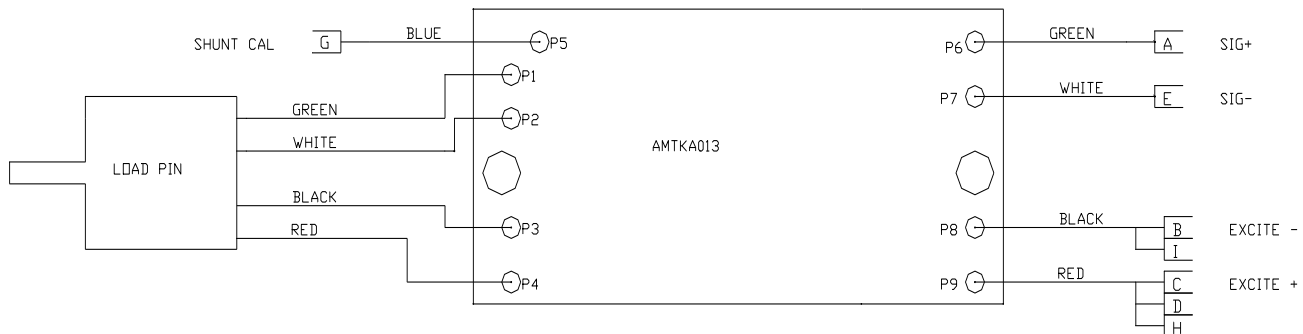 SHUNT CAL G BLUE P5
P1
GREEN
P2
WHITE
LOAD PIN
BLACK
P3
RED
P4
AMTKA013
P6 GREEN A SIG+
P7 WHITE E SIG-
P8 BLACK B EXCITE -
I
P9 RED C EXCITE +
D
H